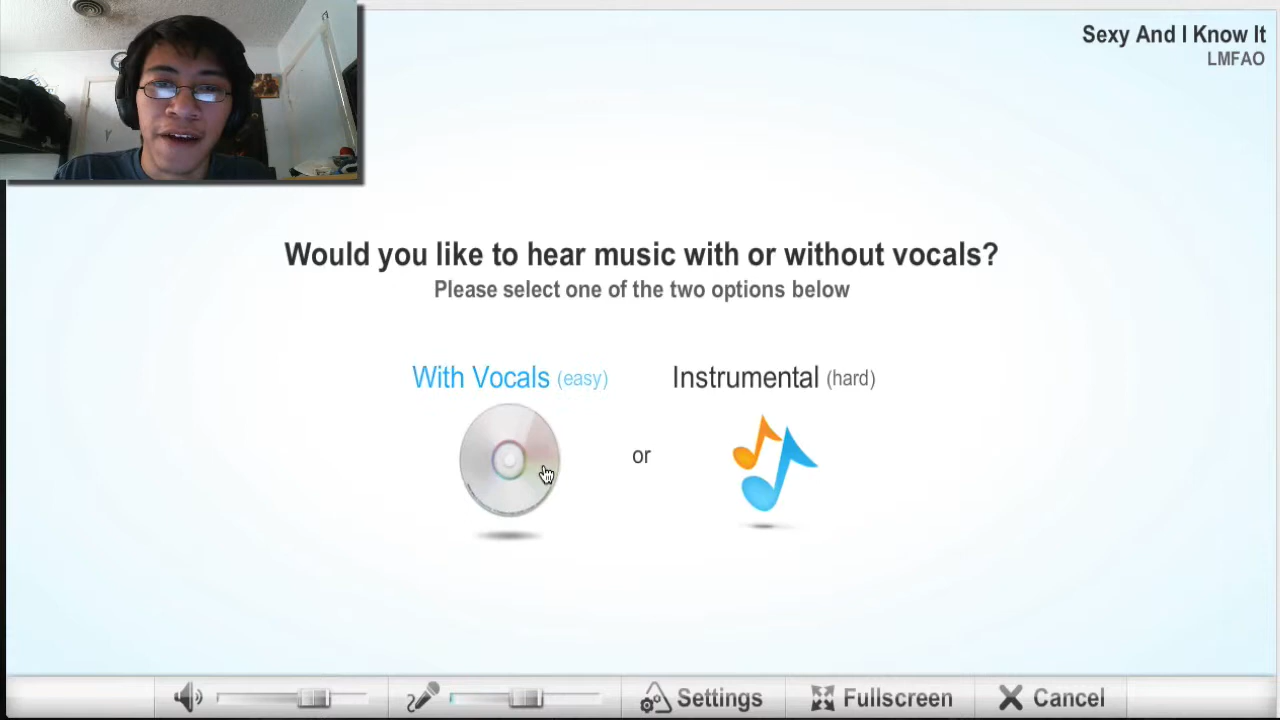 Sexy And I Know It
LMFAO
Would you like to hear music with or without vocals?
Please select one of the two options below
With Vocals (easy)
Instrumental (hard)
or
Settings
Fullscreen
Cancel